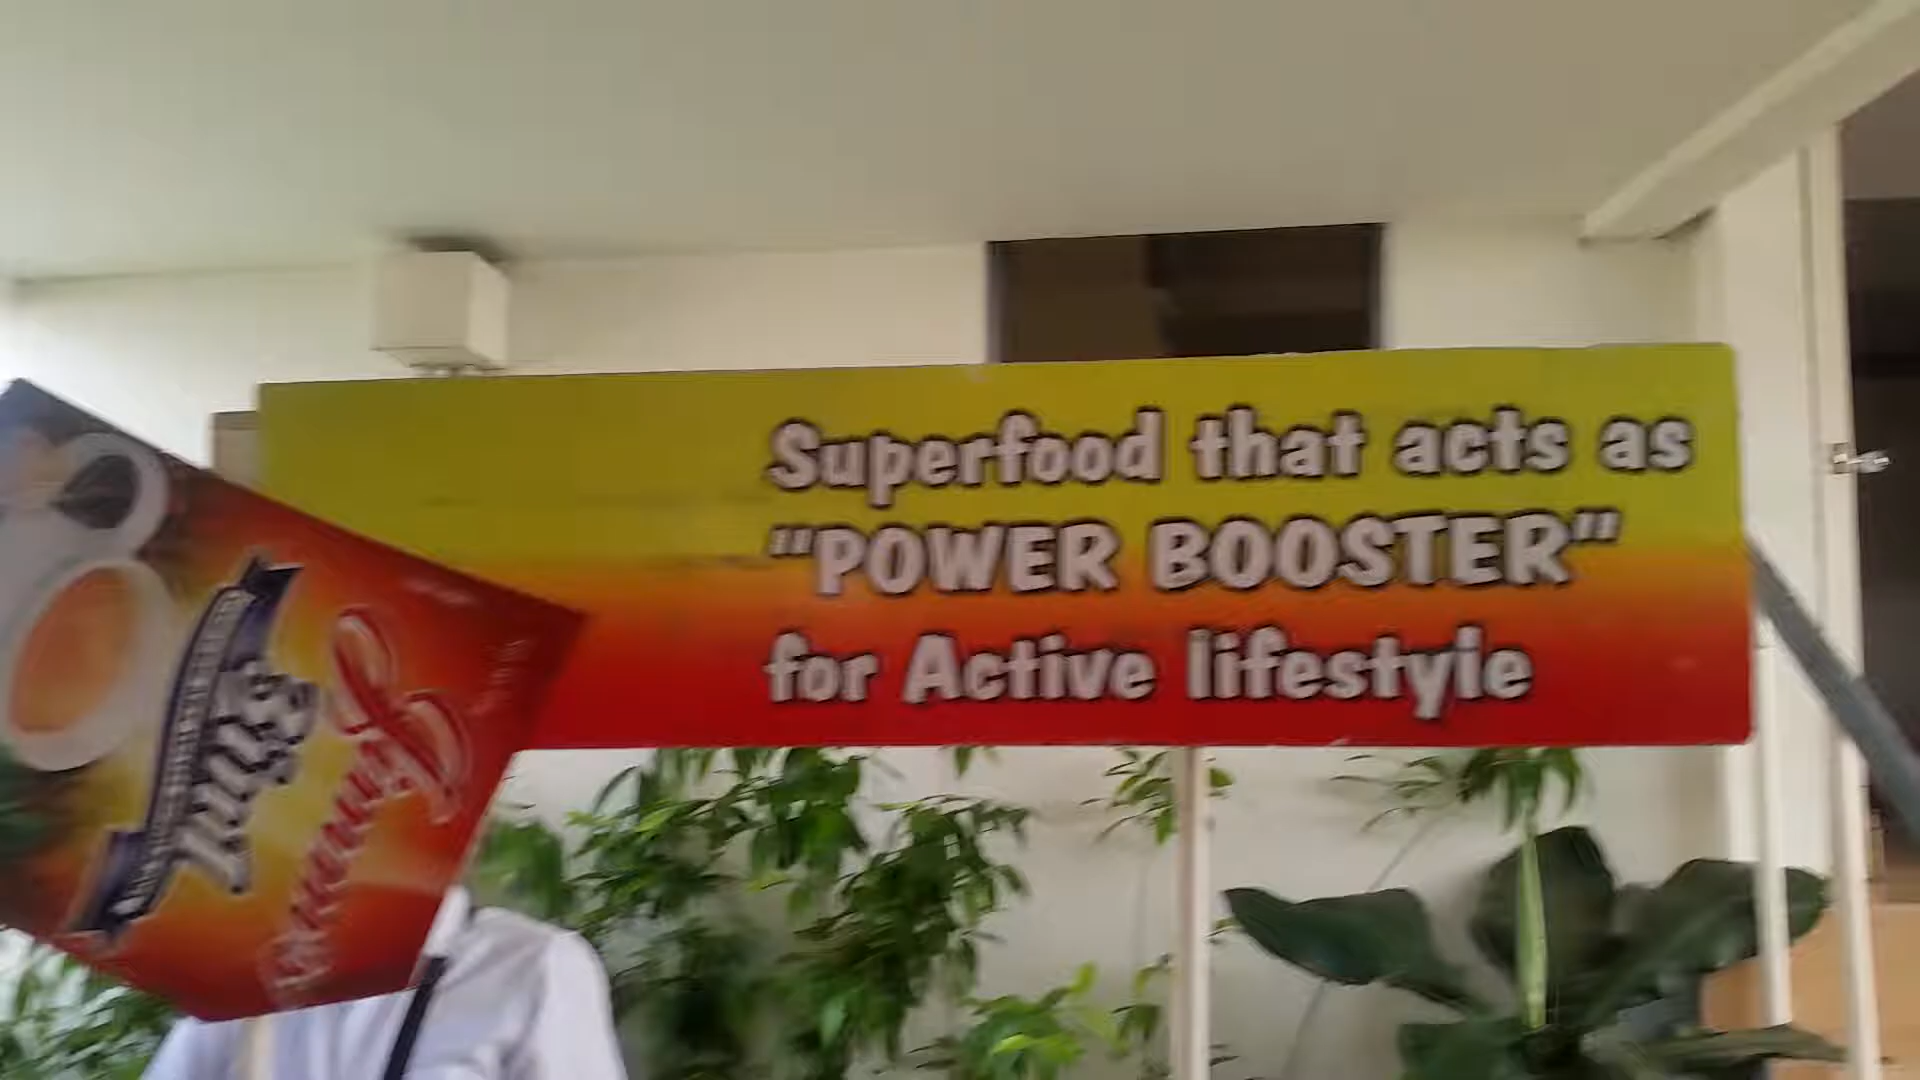 Superfood that acts as
"POWER BOOSTER"
for Active lifestyle